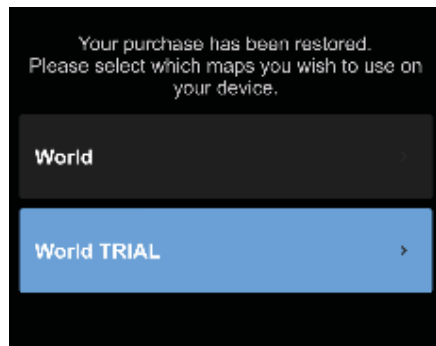 Your purchase has been restored.
Please select which maps you wish to use on
your device.
World
World TRIAL